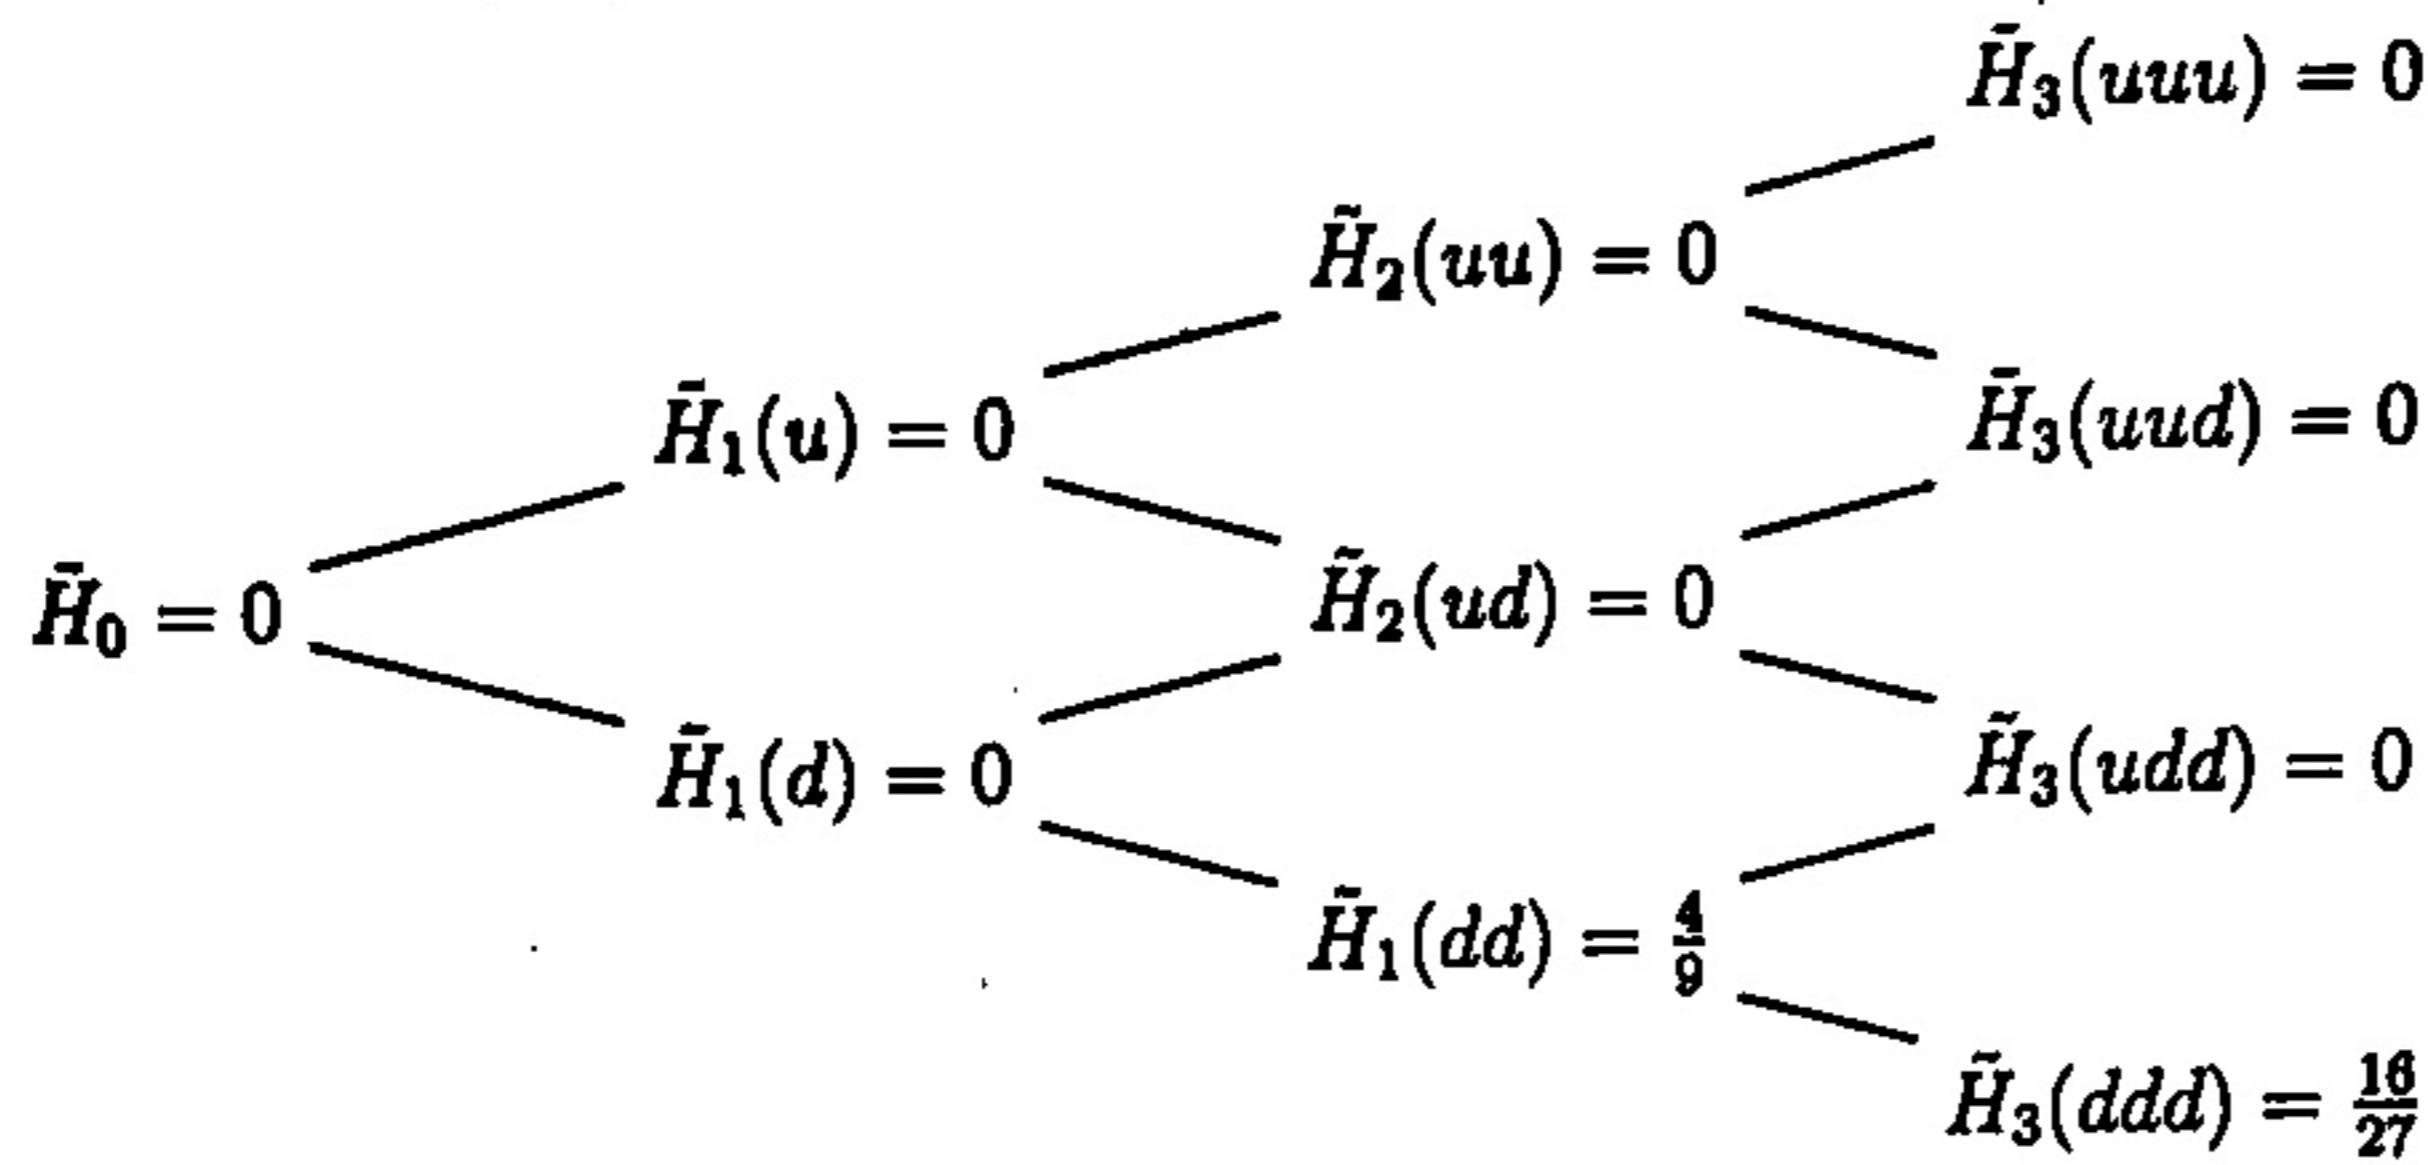 H̃₀ = 0
H̃₁(u) = 0
H̃₁(d) = 0
H̃₂(uu) = 0
H̃₂(ud) = 0
H̃₁(dd) = 4/9
H̃₃(uuu) = 0
H̃₃(uud) = 0
H̃₃(udd) = 0
H̃₃(ddd) = 16/27